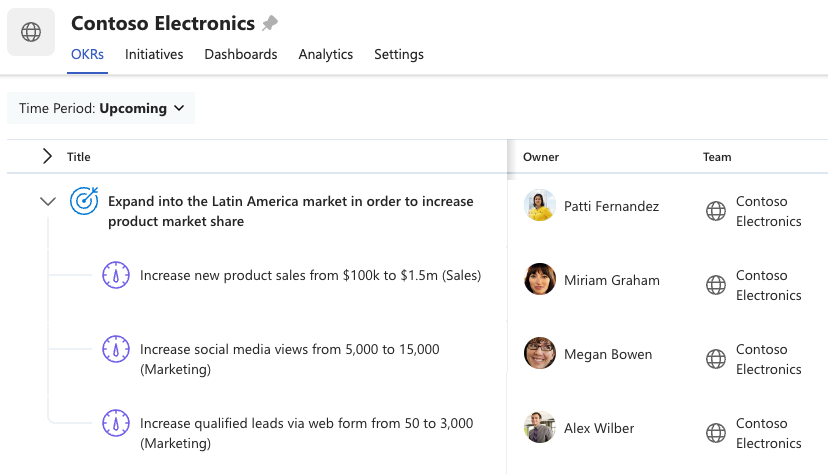 Contoso Electronics
OKRs Initiatives Dashboards Analytics Settings
Time Period: Upcoming
Title Owner Team
Expand into the Latin America market in order to increase
product market share
Patti Fernandez
Contoso
Electronics
Increase new product sales from $100k to $1.5m (Sales)
Miriam Graham
Contoso
Electronics
Increase social media views from 5,000 to 15,000
(Marketing)
Megan Bowen
Contoso
Electronics
Increase qualified leads via web form from 50 to 3,000
(Marketing)
Alex Wilber
Contoso
Electronics